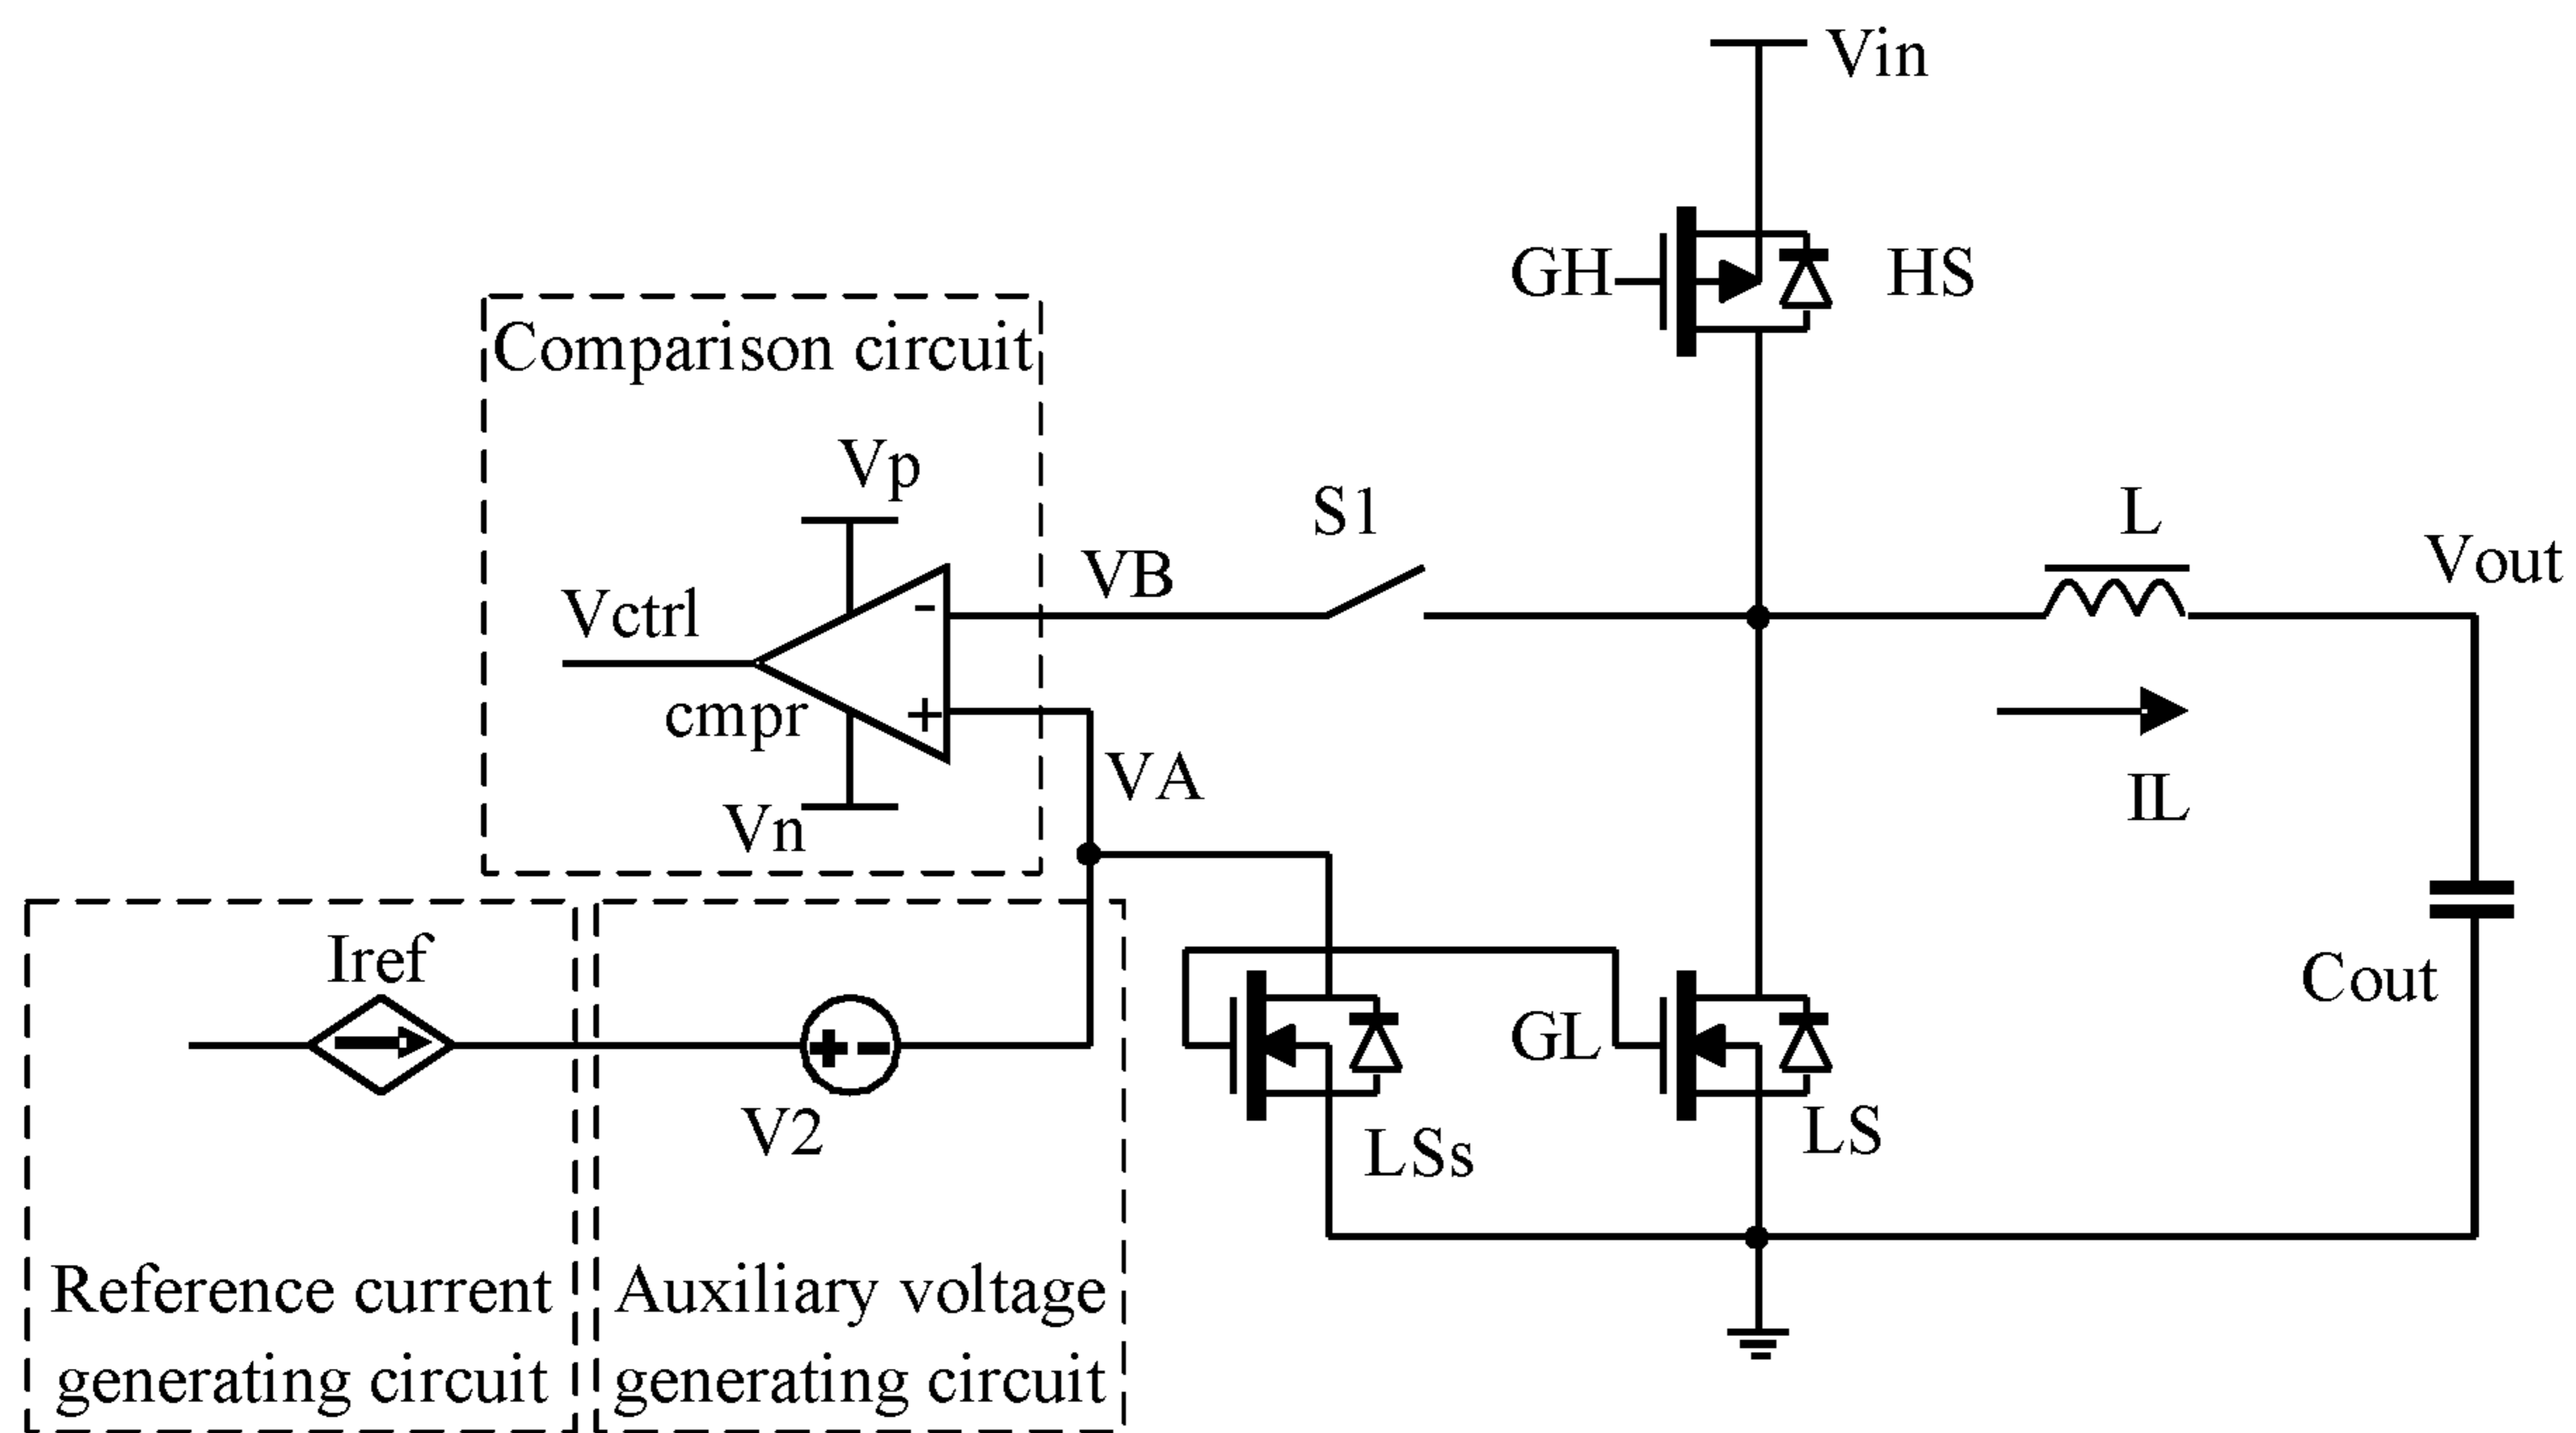 Vin
GH
HS
Comparison circuit
Vp
S1
L
VB
Vout
Vctrl
-
cmpr
+
VA
Vn
IL
Iref
Cout
GL
+ -
V2
LSs
LS
Reference current
generating circuit
Auxiliary voltage
generating circuit